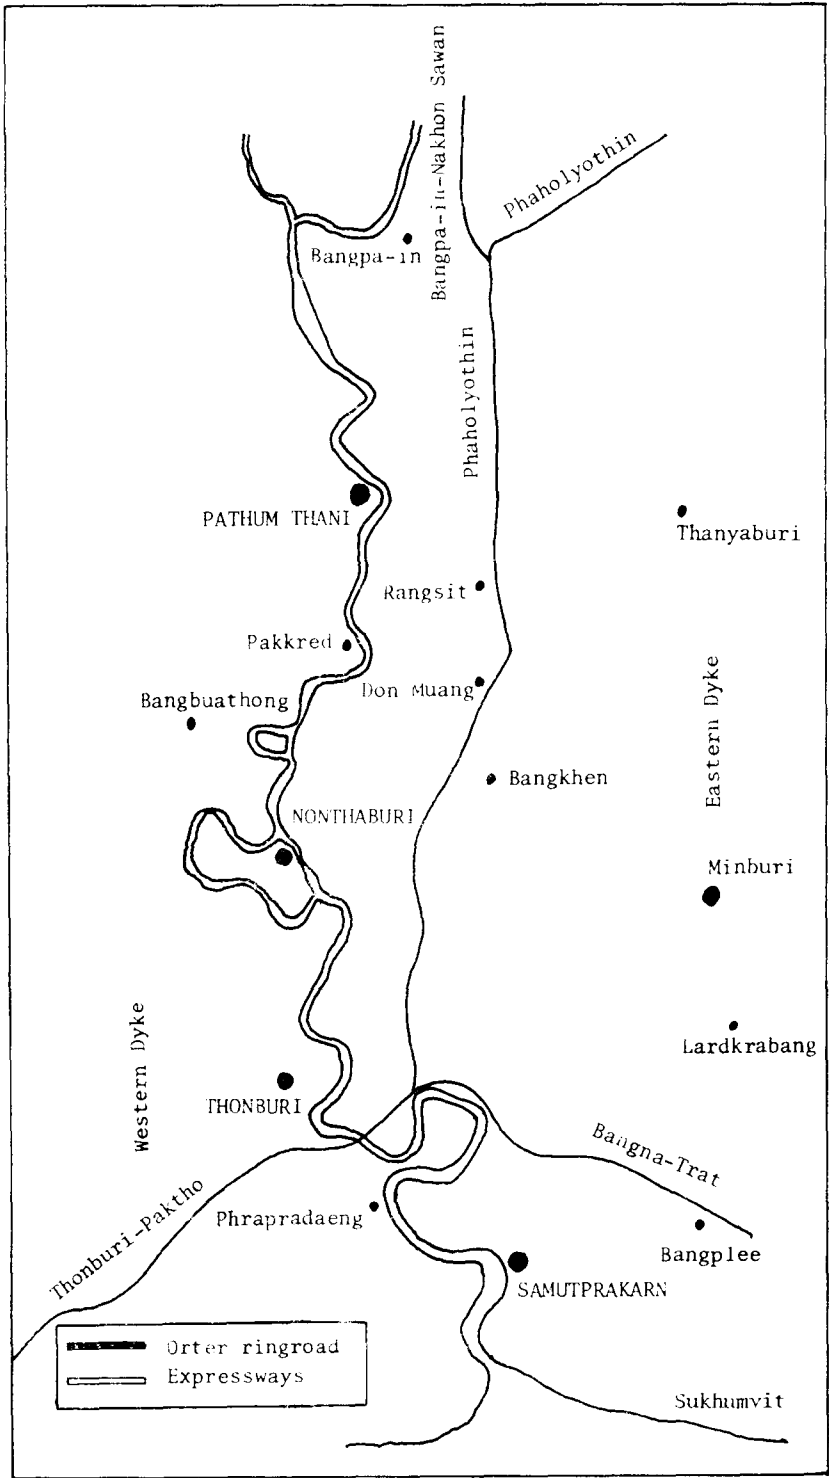 Bangpa-in-Nakhon Sawan
Phaholyothin
Bangpa-in
Phaholyothin
PATHUM THANI
Thanyaburi
Rangsit
Pakkred
Don Muang
Bangbuathong
Eastern Dyke
Bangkhen
NONTHABURI
Minburi
Western Dyke
Lardkrabang
THONBURI
Bangna-Trat
Thonburi-Paktho
Phrapradaeng
Bangplee
SAMUTPRAKARN
Orter ringroad
Expressways
Sukhumvit